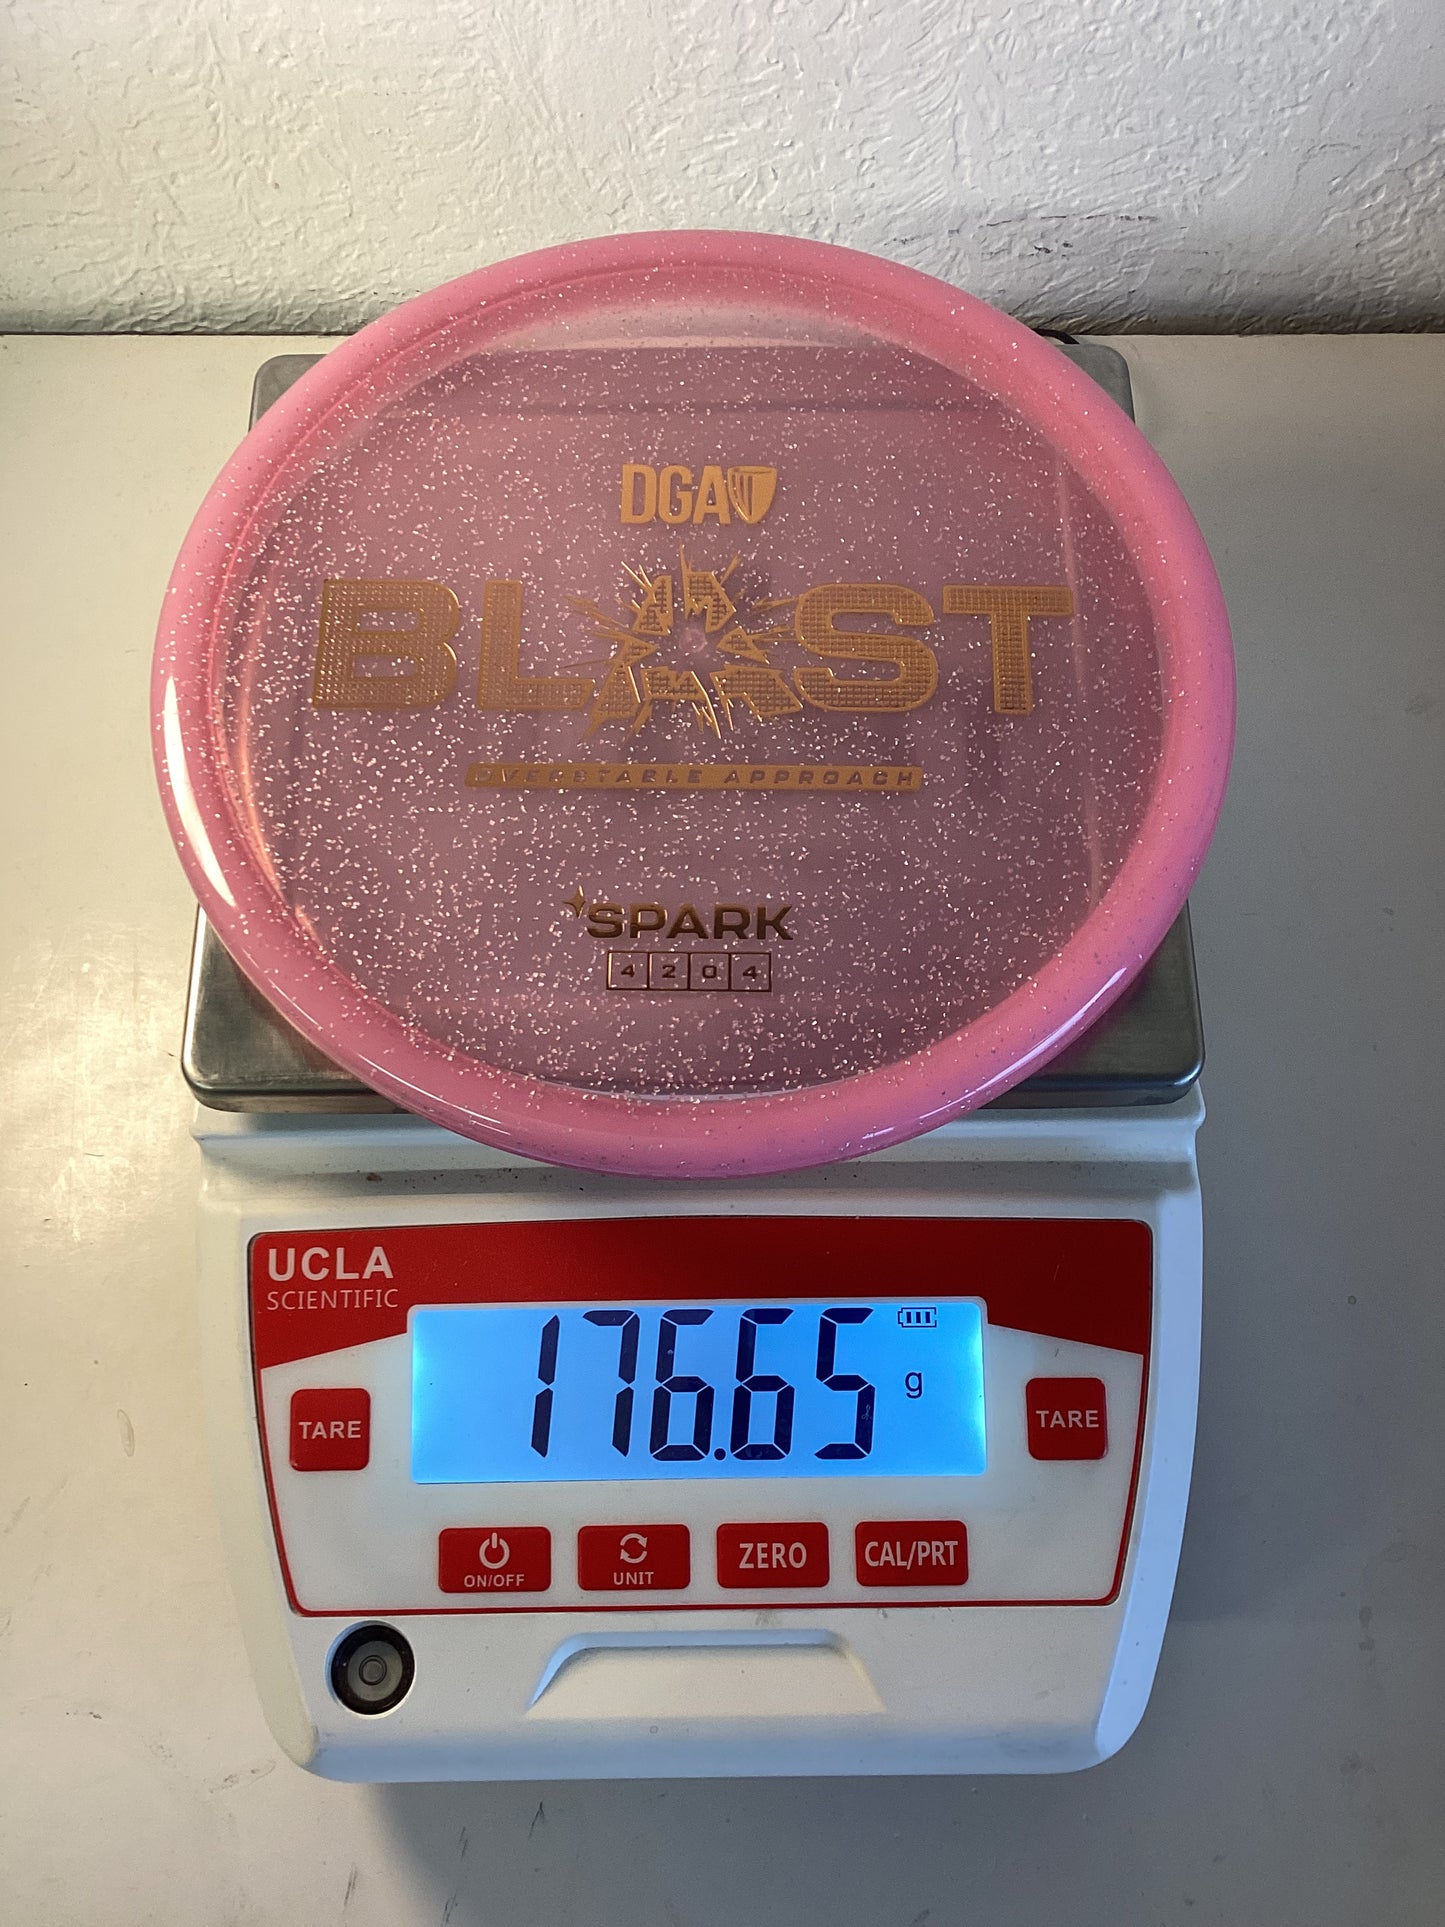 DGA
BLAST
OVERSTABLE APPROACH
SPARK
4 2 0 4
UCLA
SCIENTIFIC
176.65 g
TARE
TARE
ON/OFF
UNIT
ZERO
CAL/PRT